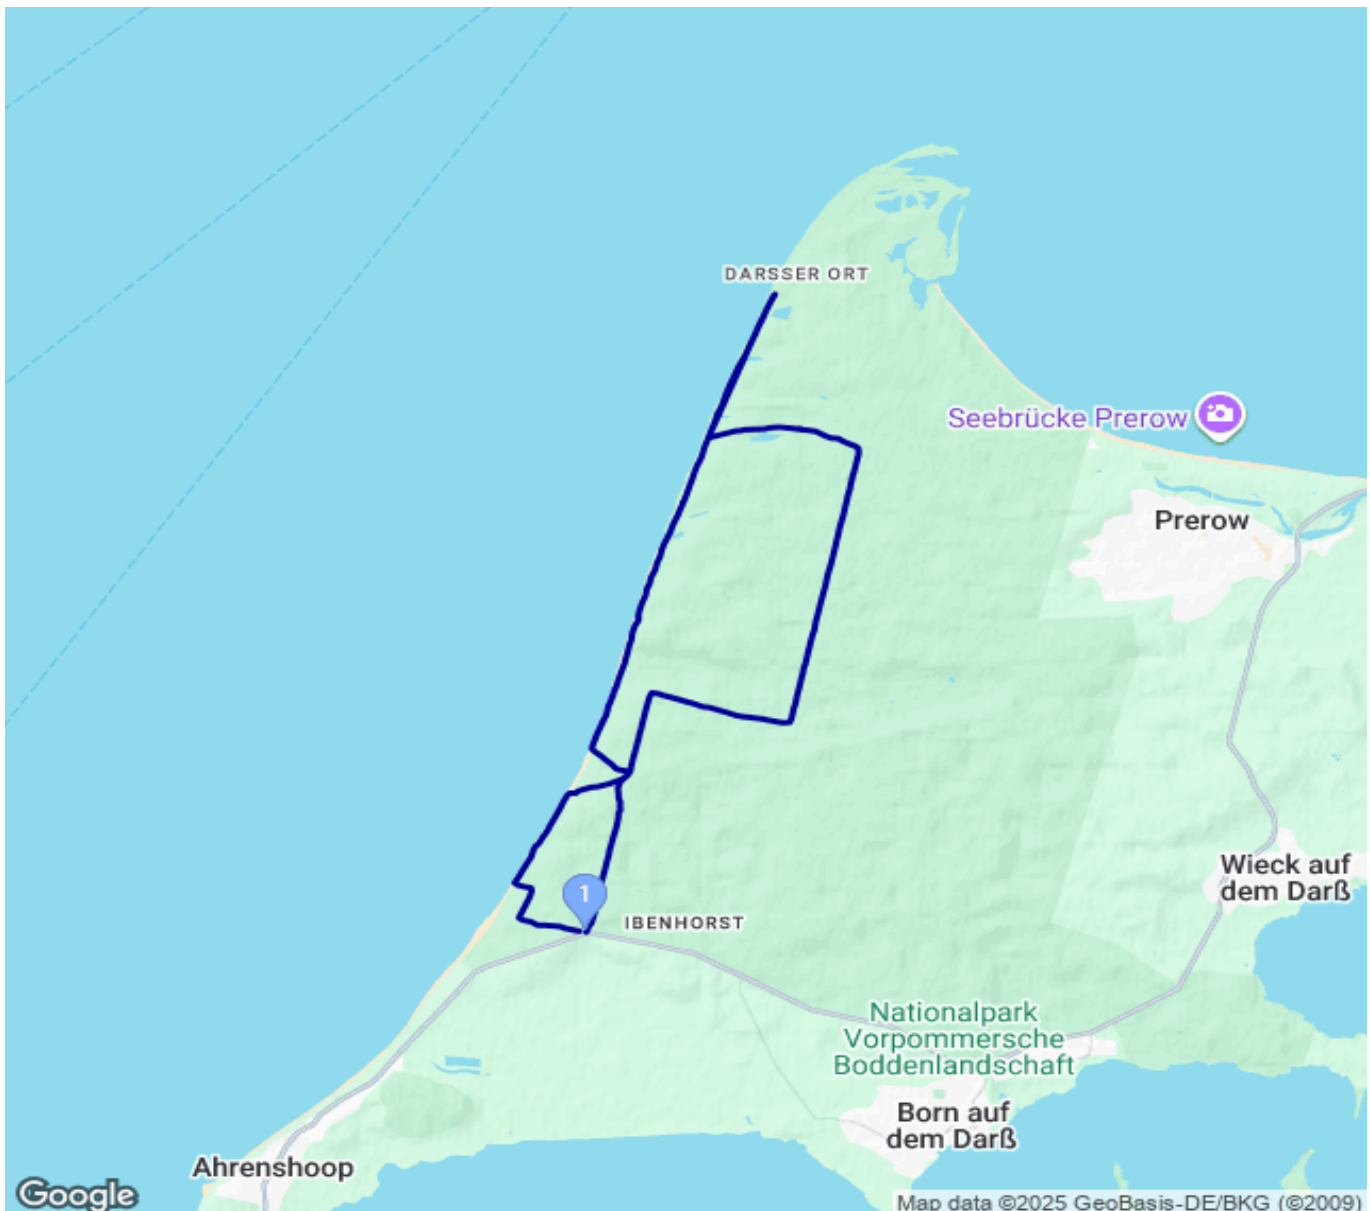 DARSSER ORT
Seebrücke Prerow
Prerow
Wieck auf
dem Darß
1
IBENHORST
Nationalpark
Vorpommersche
Boddenlandschaft
Born auf
dem Darß
Ahrenshoop
Google
Map data ©2025 GeoBasis-DE/BKG (©2009)